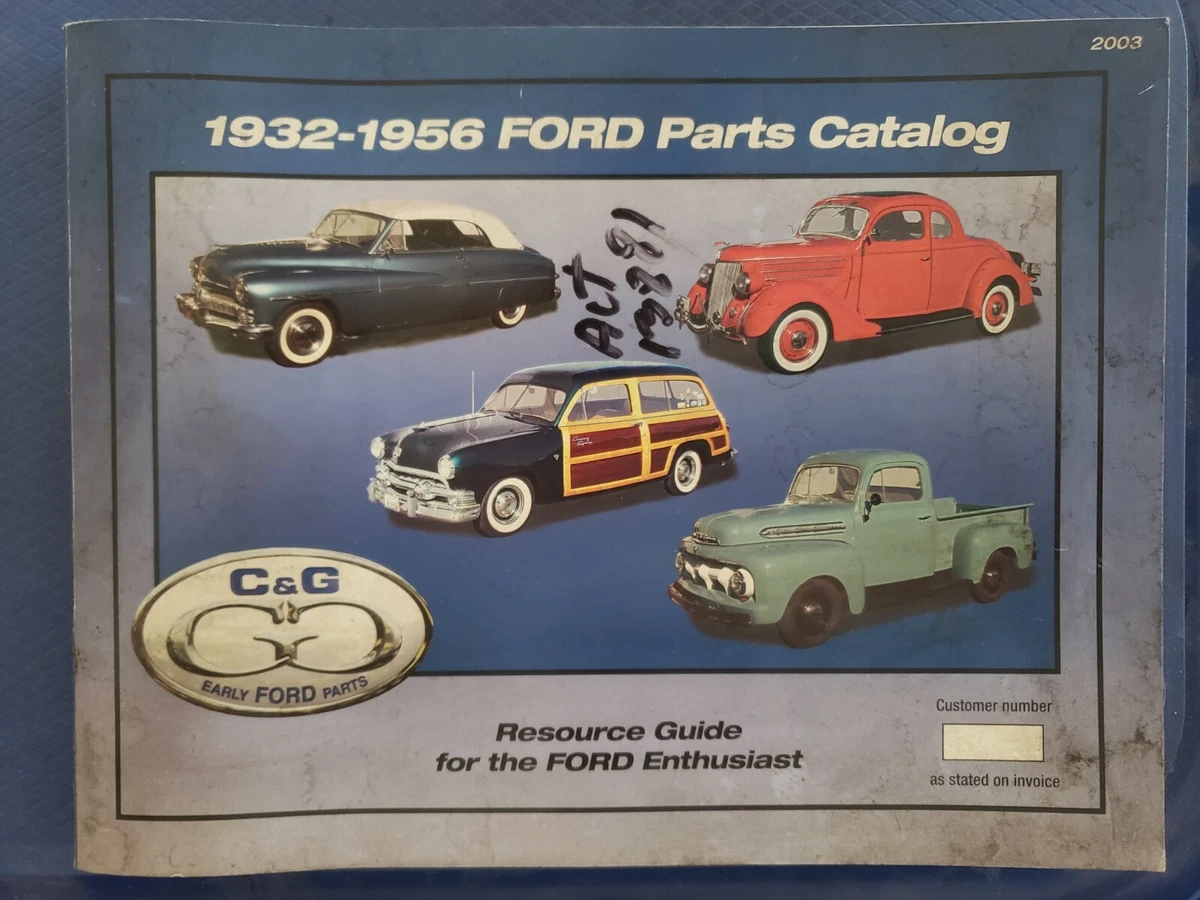 2003
1932-1956 FORD Parts Catalog
ACT
C&G
EARLY FORD PARTS
Resource Guide
for the FORD Enthusiast
Customer number
as stated on invoice